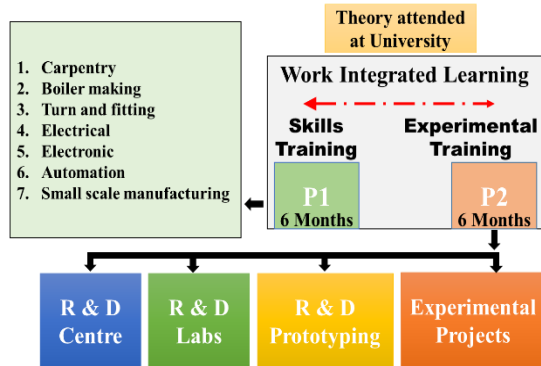 Theory attended
at University
1. Carpentry
2. Boiler making
3. Turn and fitting
4. Electrical
5. Electronic
6. Automation
7. Small scale manufacturing
Work Integrated Learning
Skills
Training
Experimental
Training
P1
6 Months
P2
6 Months
R & D
Centre
R & D
Labs
R & D
Prototyping
Experimental
Projects